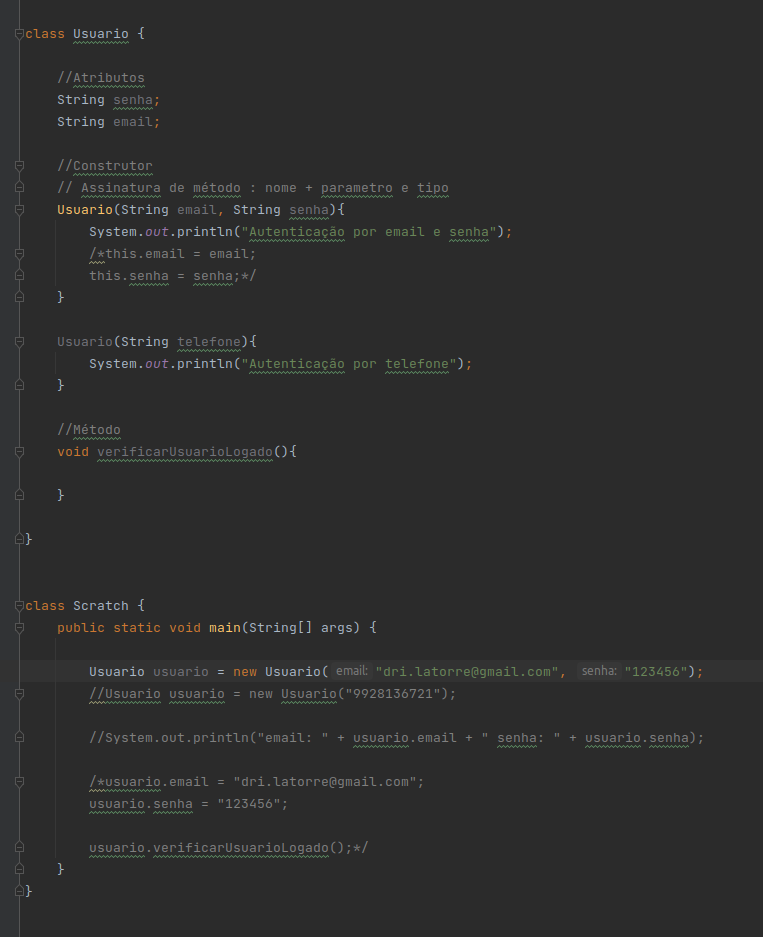 class Usuario {
//Atributos
String senha;
String email;
//Construtor
// Assinatura de método : nome + parametro e tipo
Usuario(String email, String senha){
System.out.println("Autenticação por email e senha");
/*this.email = email;
this.senha = senha;*/
}
Usuario(String telefone){
System.out.println("Autenticação por telefone");
}
//Método
void verificarUsuarioLogado(){
}
}
class Scratch {
public static void main(String[] args) {
Usuario usuario = new Usuario( email: "dri.latorre@gmail.com", senha: "123456");
//Usuario usuario = new Usuario("9928136721");
//System.out.println("email: " + usuario.email + " senha: " + usuario.senha);
/*usuario.email = "dri.latorre@gmail.com";
usuario.senha = "123456";
usuario.verificarUsuarioLogado();*/
}
}